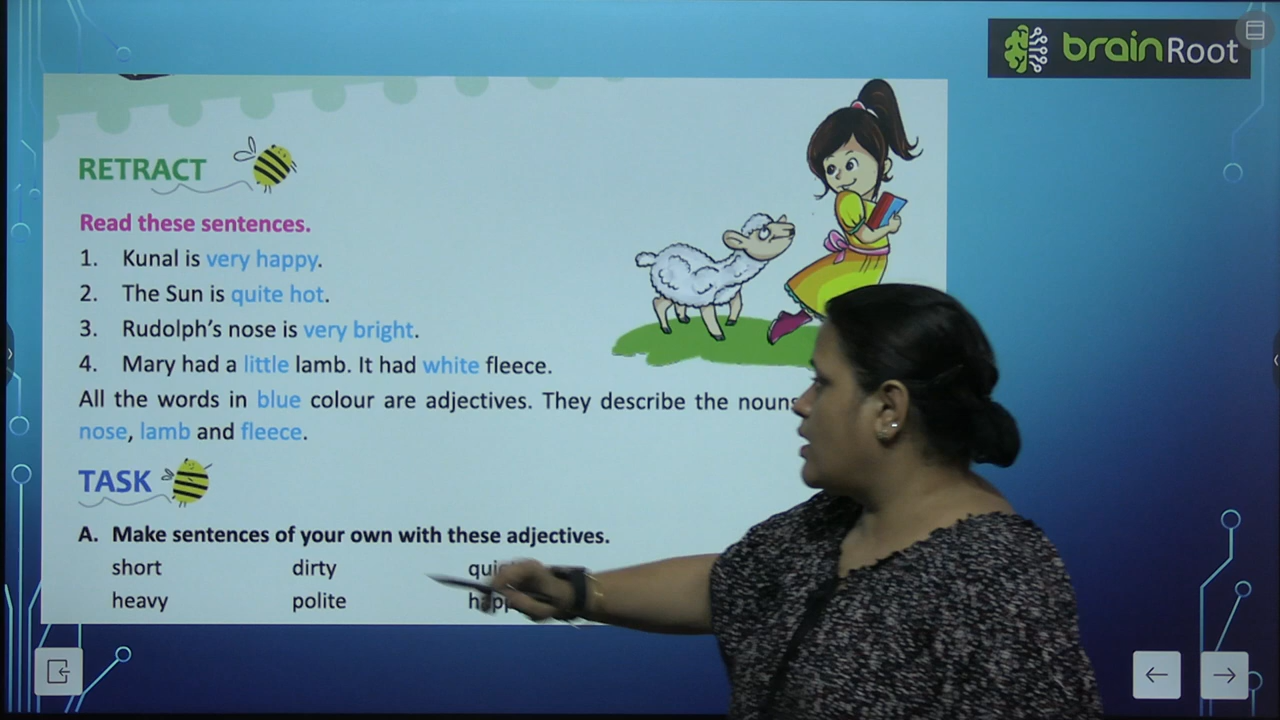 brainRoot
RETRACT
Read these sentences.
1. Kunal is very happy.
2. The Sun is quite hot.
3. Rudolph's nose is very bright.
4. Mary had a little lamb. It had white fleece.
All the words in blue colour are adjectives. They describe the nouns
nose, lamb and fleece.
TASK
A. Make sentences of your own with these adjectives.
short dirty
heavy polite